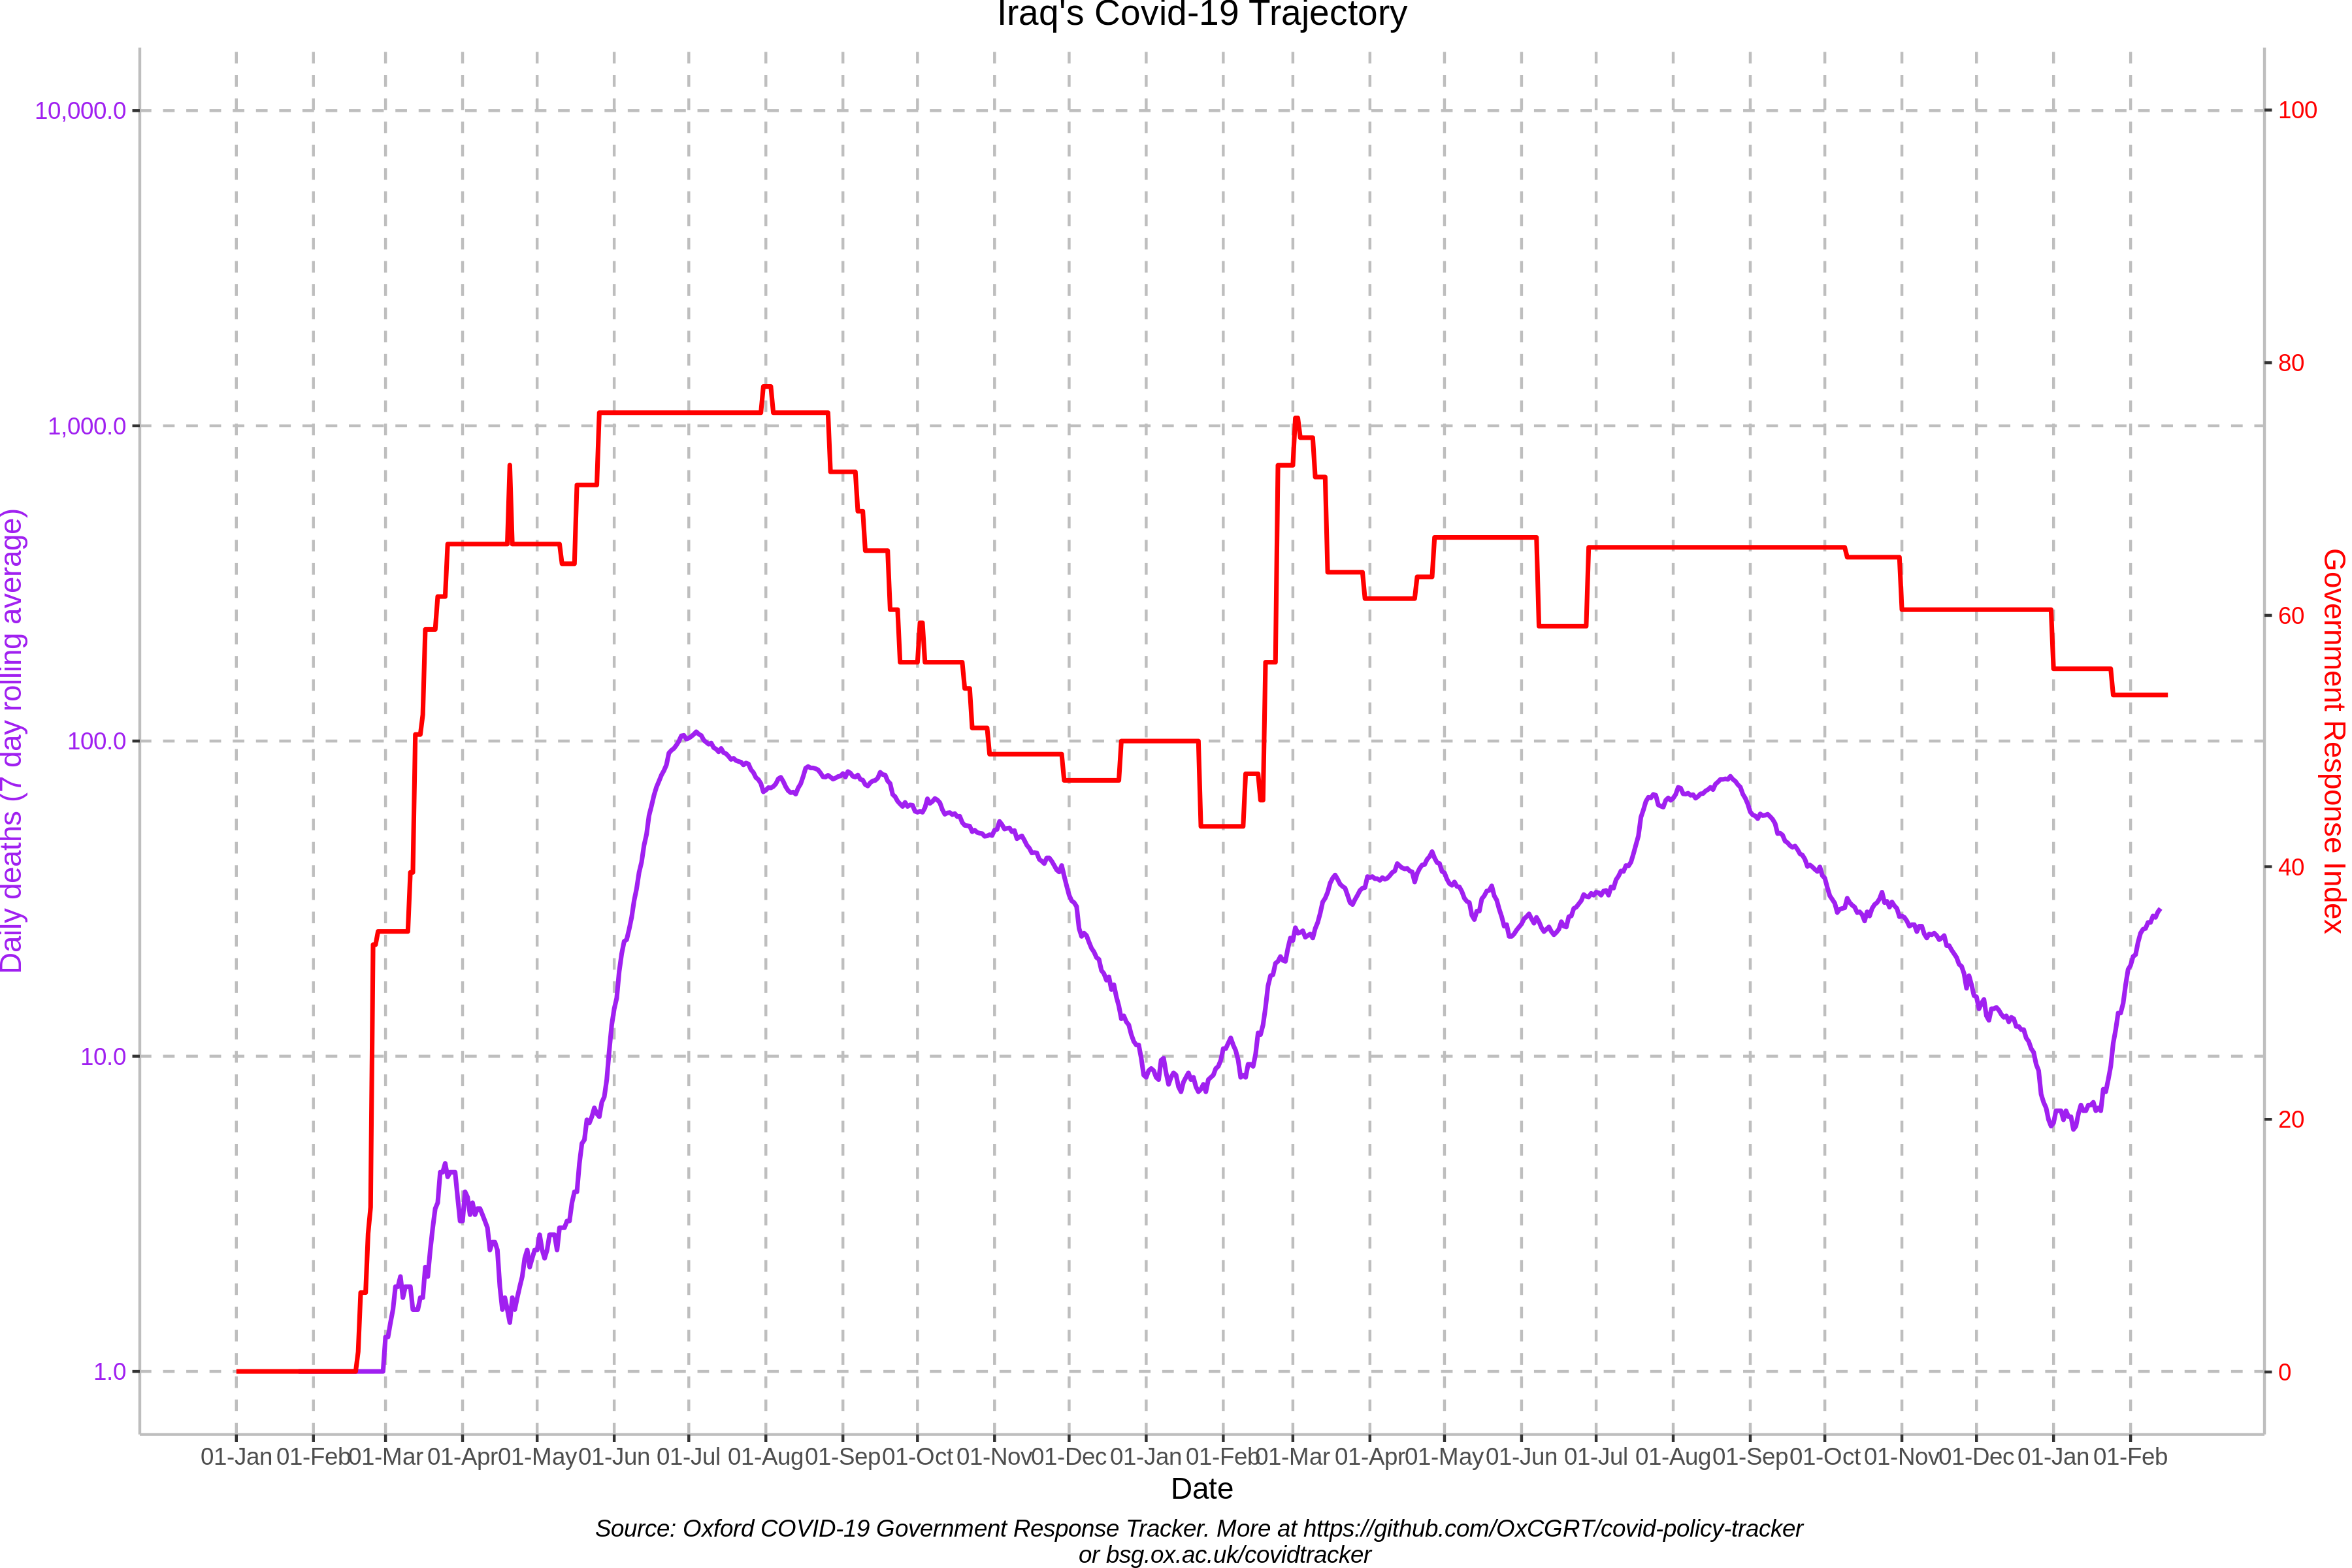 Iraq's Covid-19 Trajectory
10,000.0
1,000.0
100.0
10.0
1.0
Daily deaths (7 day rolling average)
100
80
60
40
20
0
Government Response Index
01-Jan 01-Feb 01-Mar 01-Apr 01-May 01-Jun 01-Jul 01-Aug 01-Sep 01-Oct 01-Nov 01-Dec 01-Jan 01-Feb 01-Mar 01-Apr 01-May 01-Jun 01-Jul 01-Aug 01-Sep 01-Oct 01-Nov 01-Dec 01-Jan 01-Feb
Date
Source: Oxford COVID-19 Government Response Tracker. More at https://github.com/OxCGRT/covid-policy-tracker
or bsg.ox.ac.uk/covidtracker